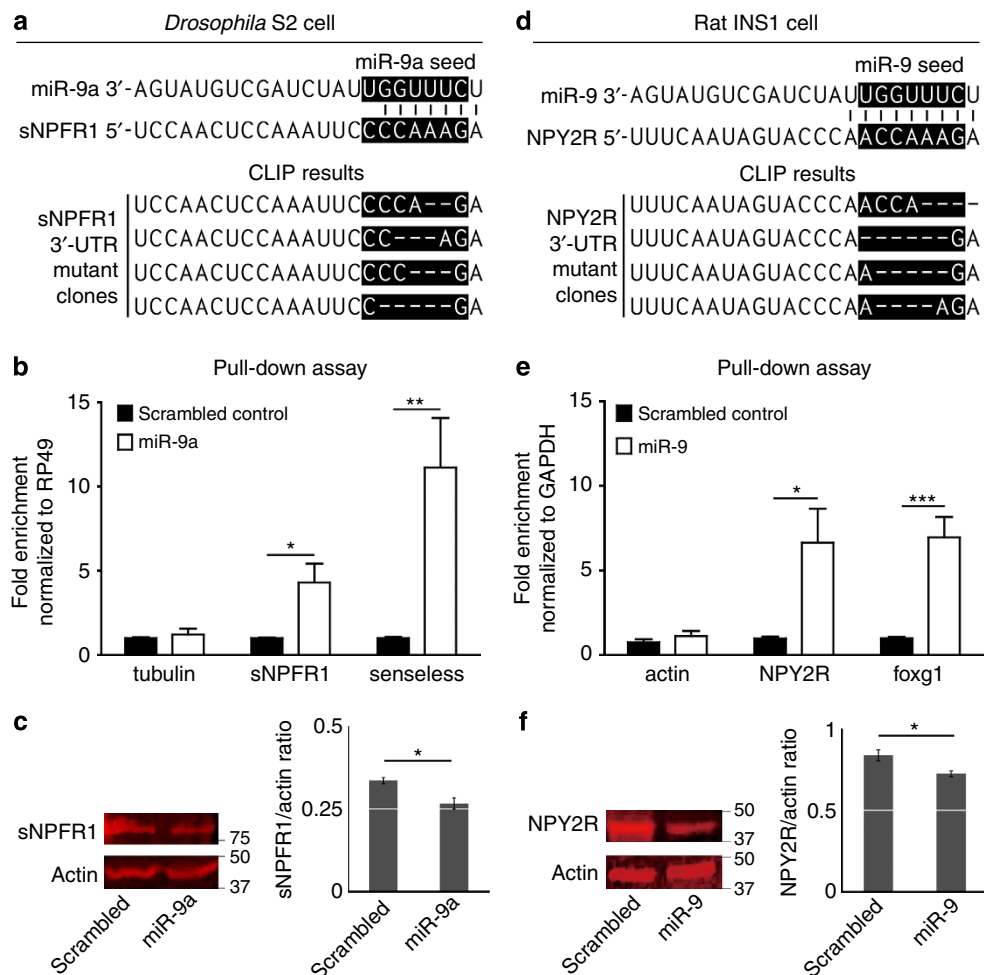 a
Drosophila S2 cell
miR-9a seed
miR-9a 3′-AGUAUGUCGAUCUAUUGGUUUCU
sNPFR1 5′-UCCAACUCCAAAUUCCCCAAAGA
CLIP results
sNPFR1
3′-UTR
mutant
clones
UCCAACUCCAAAUUCCCCA--GA
UCCAACUCCAAAUUCCC---AGA
UCCAACUCCAAAUUCCCC---GA
UCCAACUCCAAAUUCC-----GA
d
Rat INS1 cell
miR-9 seed
miR-9 3′-AGUAUGUCGAUCUAUUGGUUUCU
NPY2R 5′-UUUCAAUAGUACCCAACCAAAGA
CLIP results
NPY2R
3′-UTR
mutant
clones
UUUCAAUAGUACCCAACCA----
UUUCAAUAGUACCCA------GA
UUUCAAUAGUACCCAA-----GA
UUUCAAUAGUACCCAA----AGA
b
Pull-down assay
Scrambled control
miR-9a
Fold enrichment
normalized to RP49
15
10
5
0
*
**
tubulin
sNPFR1
senseless
e
Pull-down assay
Scrambled control
miR-9
Fold enrichment
normalized to GAPDH
15
10
5
0
*
***
actin
NPY2R
foxg1
c
sNPFR1
Actin
75
50
37
Scrambled
miR-9a
sNPFR1/actin ratio
0.5
0.25
0
*
Scrambled
miR-9a
f
NPY2R
Actin
50
37
50
37
Scrambled
miR-9
NPY2R/actin ratio
1
0.5
0
*
Scrambled
miR-9